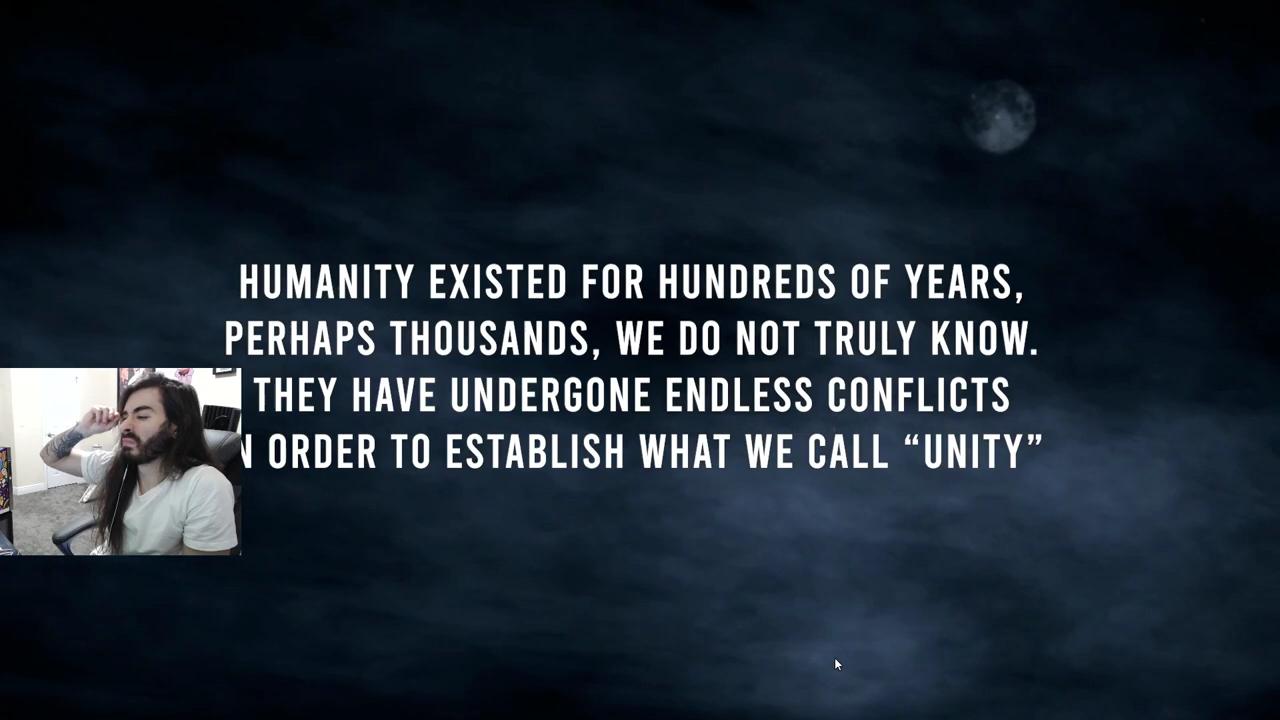 HUMANITY EXISTED FOR HUNDREDS OF YEARS,
PERHAPS THOUSANDS, WE DO NOT TRULY KNOW.
THEY HAVE UNDERGONE ENDLESS CONFLICTS
ORDER TO ESTABLISH WHAT WE CALL “UNITY”